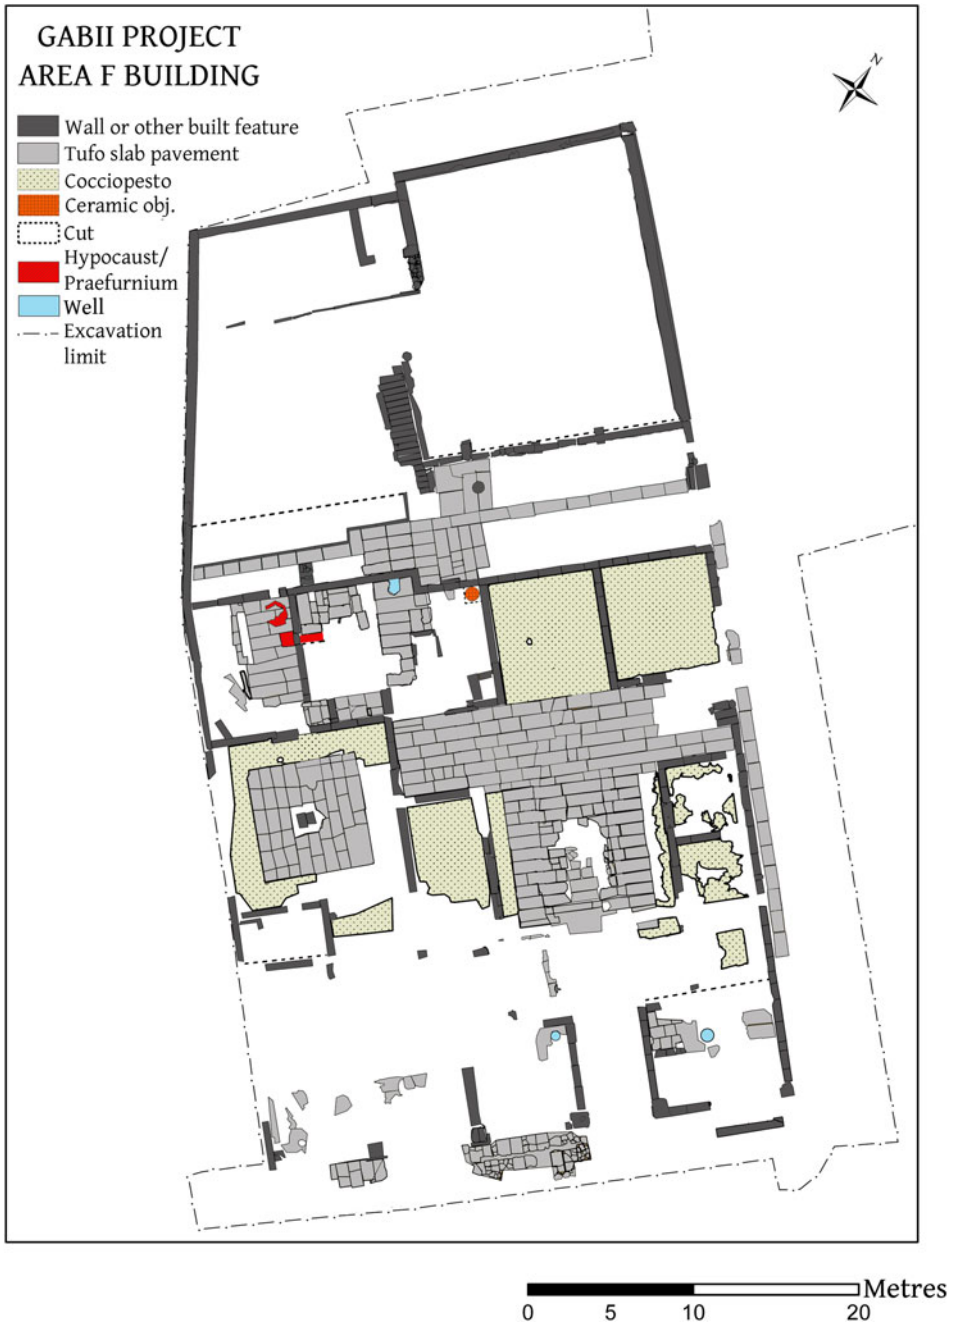 GABII PROJECT
AREA F BUILDING
N
Wall or other built feature
Tufo slab pavement
Cocciopesto
Ceramic obj.
Cut
Hypocaust/
Praefurnium
Well
Excavation
limit
Metres
0 5 10 20